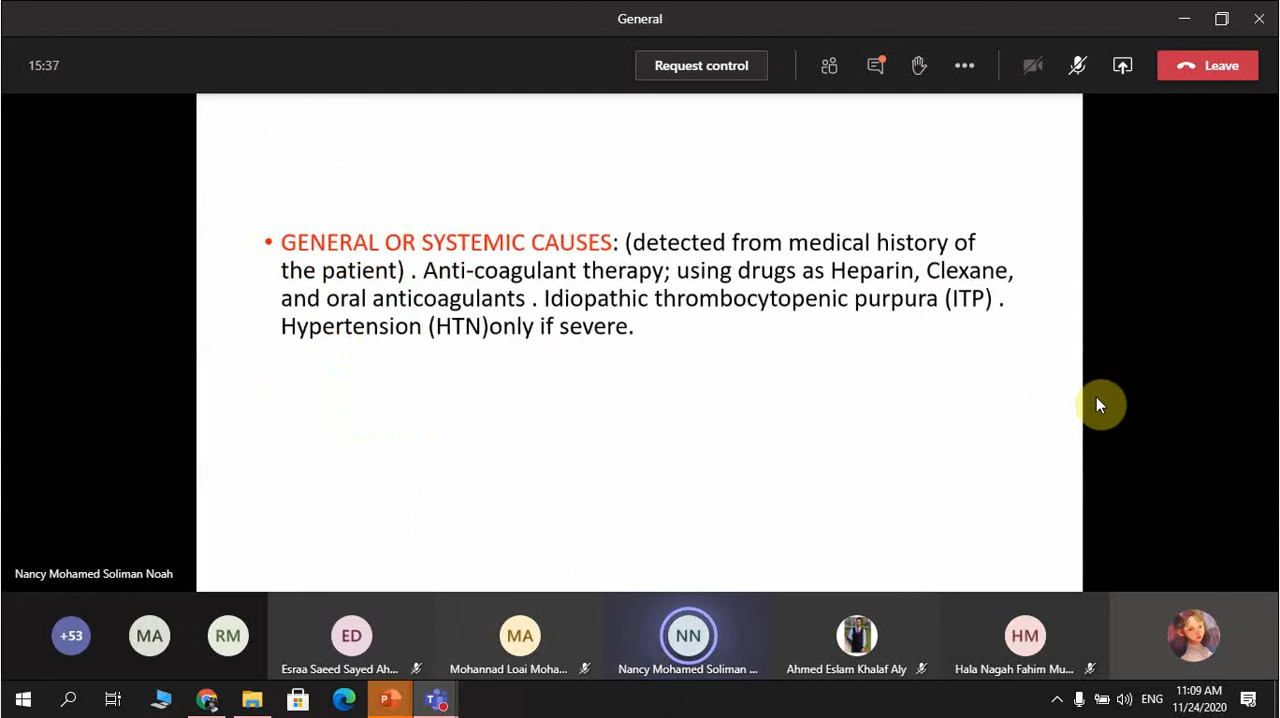 General
15:37
Request control
Leave
• GENERAL OR SYSTEMIC CAUSES: (detected from medical history of
the patient) . Anti-coagulant therapy; using drugs as Heparin, Clexane,
and oral anticoagulants . Idiopathic thrombocytopenic purpura (ITP) .
Hypertension (HTN)only if severe.
Nancy Mohamed Soliman Noah
+53
MA
RM
ED
MA
NN
HM
Esraa Saeed Sayed Ah...
Mohannad Loai Moha...
Nancy Mohamed Soliman ...
Ahmed Eslam Khalaf Aly
Hala Nagah Fahim Mu...
ENG
11:09 AM
11/24/2020